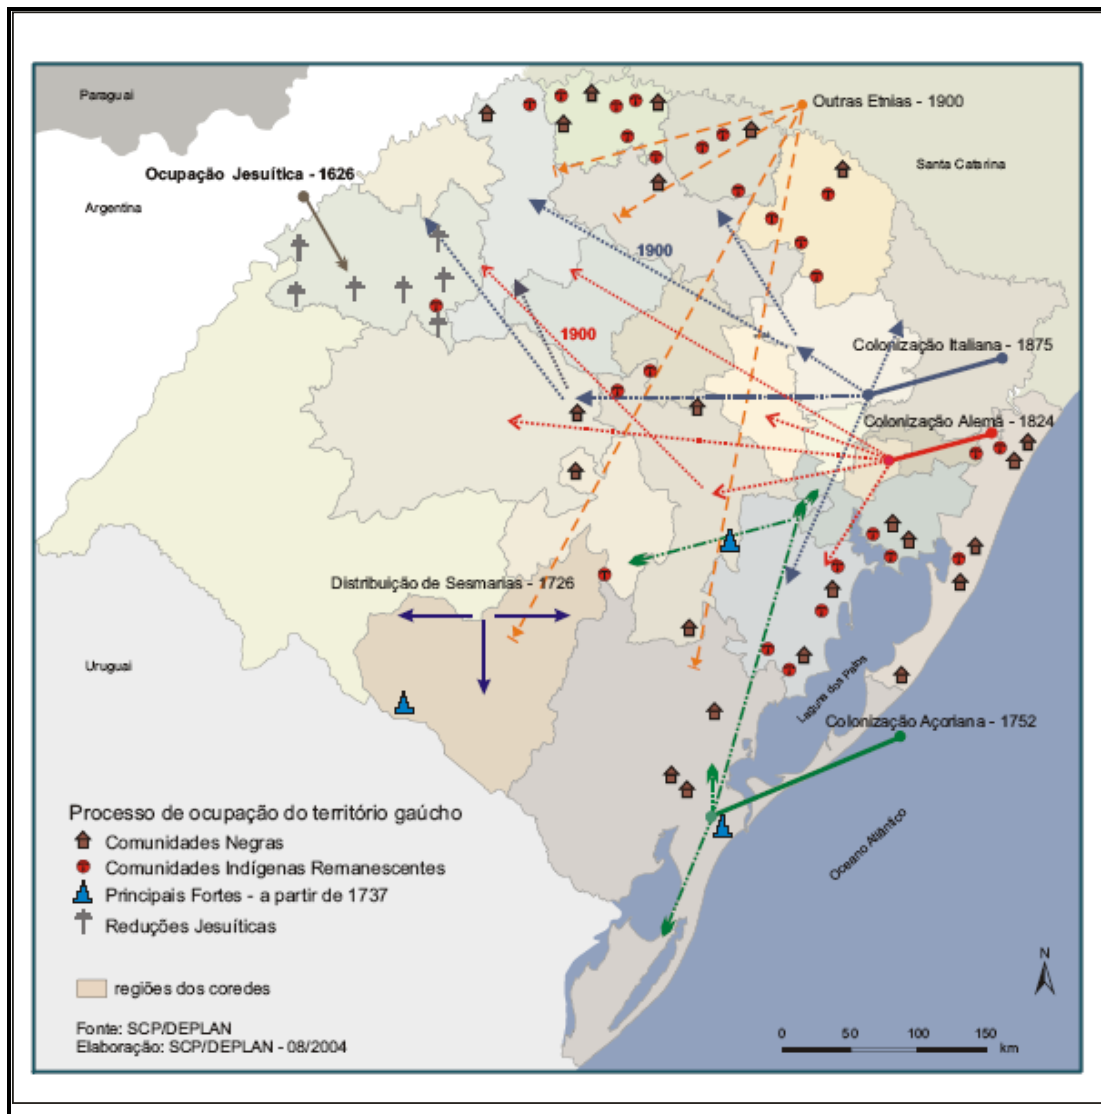 Paraguai
Outras Etnias - 1900
Santa Catarina
Ocupação Jesuítica - 1626
Argentina
1900
1900
Colonização Italiana - 1875
Colonização Alemã - 1824
Distribuição de Sesmarias - 1726
Uruguai
Laguna dos Patos
Colonização Açoriana - 1752
Oceano Atlântico
Processo de ocupação do território gaúcho
Comunidades Negras
Comunidades Indígenas Remanescentes
Principais Fortes - a partir de 1737
Reduções Jesuíticas
regiões dos coredes
Fonte: SCP/DEPLAN
Elaboração: SCP/DEPLAN - 08/2004
N
0 50 100 150
km